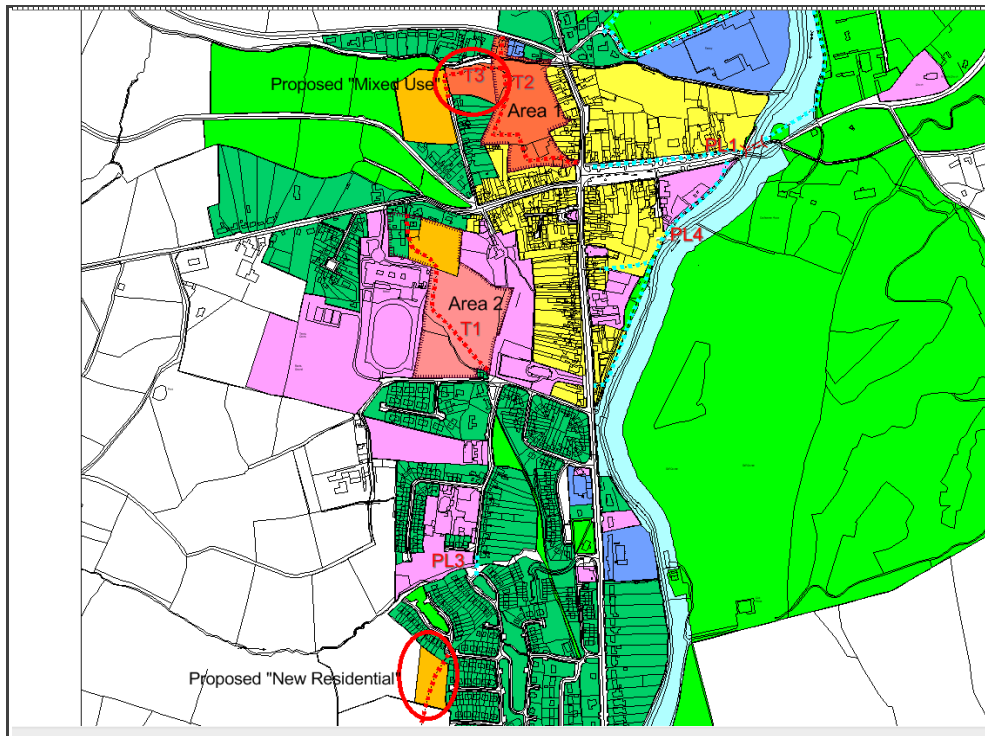 Proposed "Mixed Use"
T3
T2
Area 1
PL1
PL4
Area 2
T1
PL3
Proposed "New Residential"